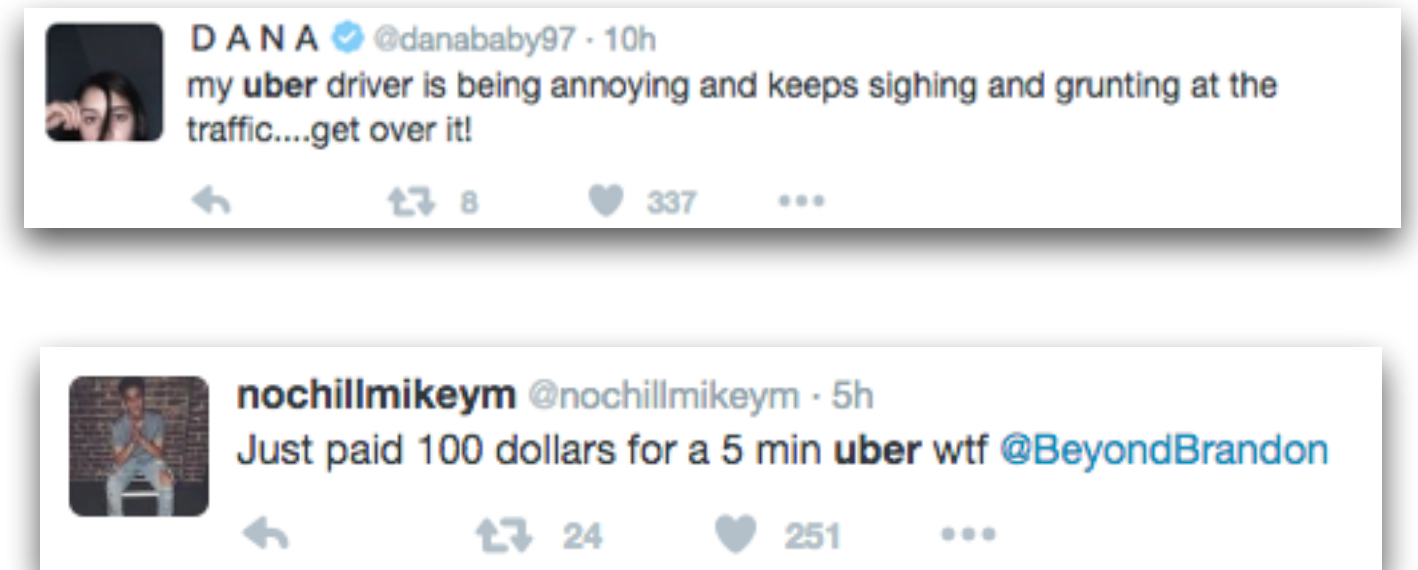 D A N A @danababy97 · 10h
my uber driver is being annoying and keeps sighing and grunting at the
traffic....get over it!
8 337
nochillmikeym @nochillmikeym · 5h
Just paid 100 dollars for a 5 min uber wtf @BeyondBrandon
24 251